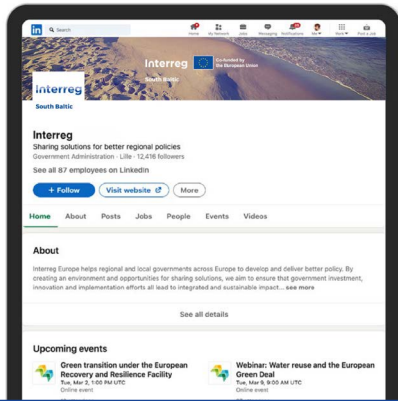 in
Search
Home
My Network
Jobs
Messaging
Notifications
Me
Work
Post a Job
Interreg
Co-funded by
the European Union
South Baltic
Interreg
South Baltic
Interreg
Sharing solutions for better regional policies
Government Administration · Lille · 12,416 followers
See all 87 employees on LinkedIn
+ Follow
Visit website
More
Home About Posts Jobs People Events Videos
About
Interreg Europe helps regional and local governments across Europe to develop and deliver better policy. By
creating an environment and opportunities for sharing solutions, we aim to ensure that government investment,
innovation and implementation efforts all lead to integrated and sustainable impact... see more
See all details
Upcoming events
Green transition under the European
Recovery and Resilience Facility
Tue, Mar 2, 1:00 PM UTC
Online event
Webinar: Water reuse and the European
Green Deal
Tue, Mar 9, 9:00 AM UTC
Online event